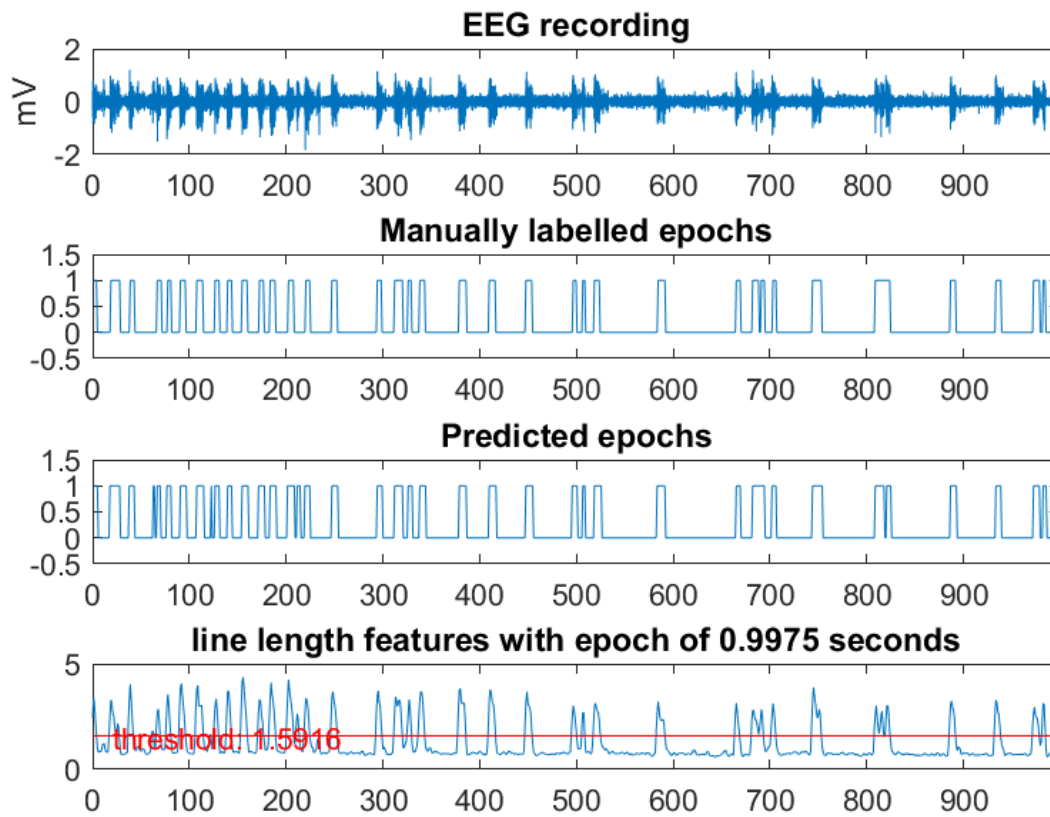 EEG recording
2
0
-2
mV
0 100 200 300 400 500 600 700 800 900
Manually labelled epochs
1.5
1
0.5
0
-0.5
0 100 200 300 400 500 600 700 800 900
Predicted epochs
1.5
1
0.5
0
-0.5
0 100 200 300 400 500 600 700 800 900
line length features with epoch of 0.9975 seconds
5
threshold: 1.5916
0
0 100 200 300 400 500 600 700 800 900